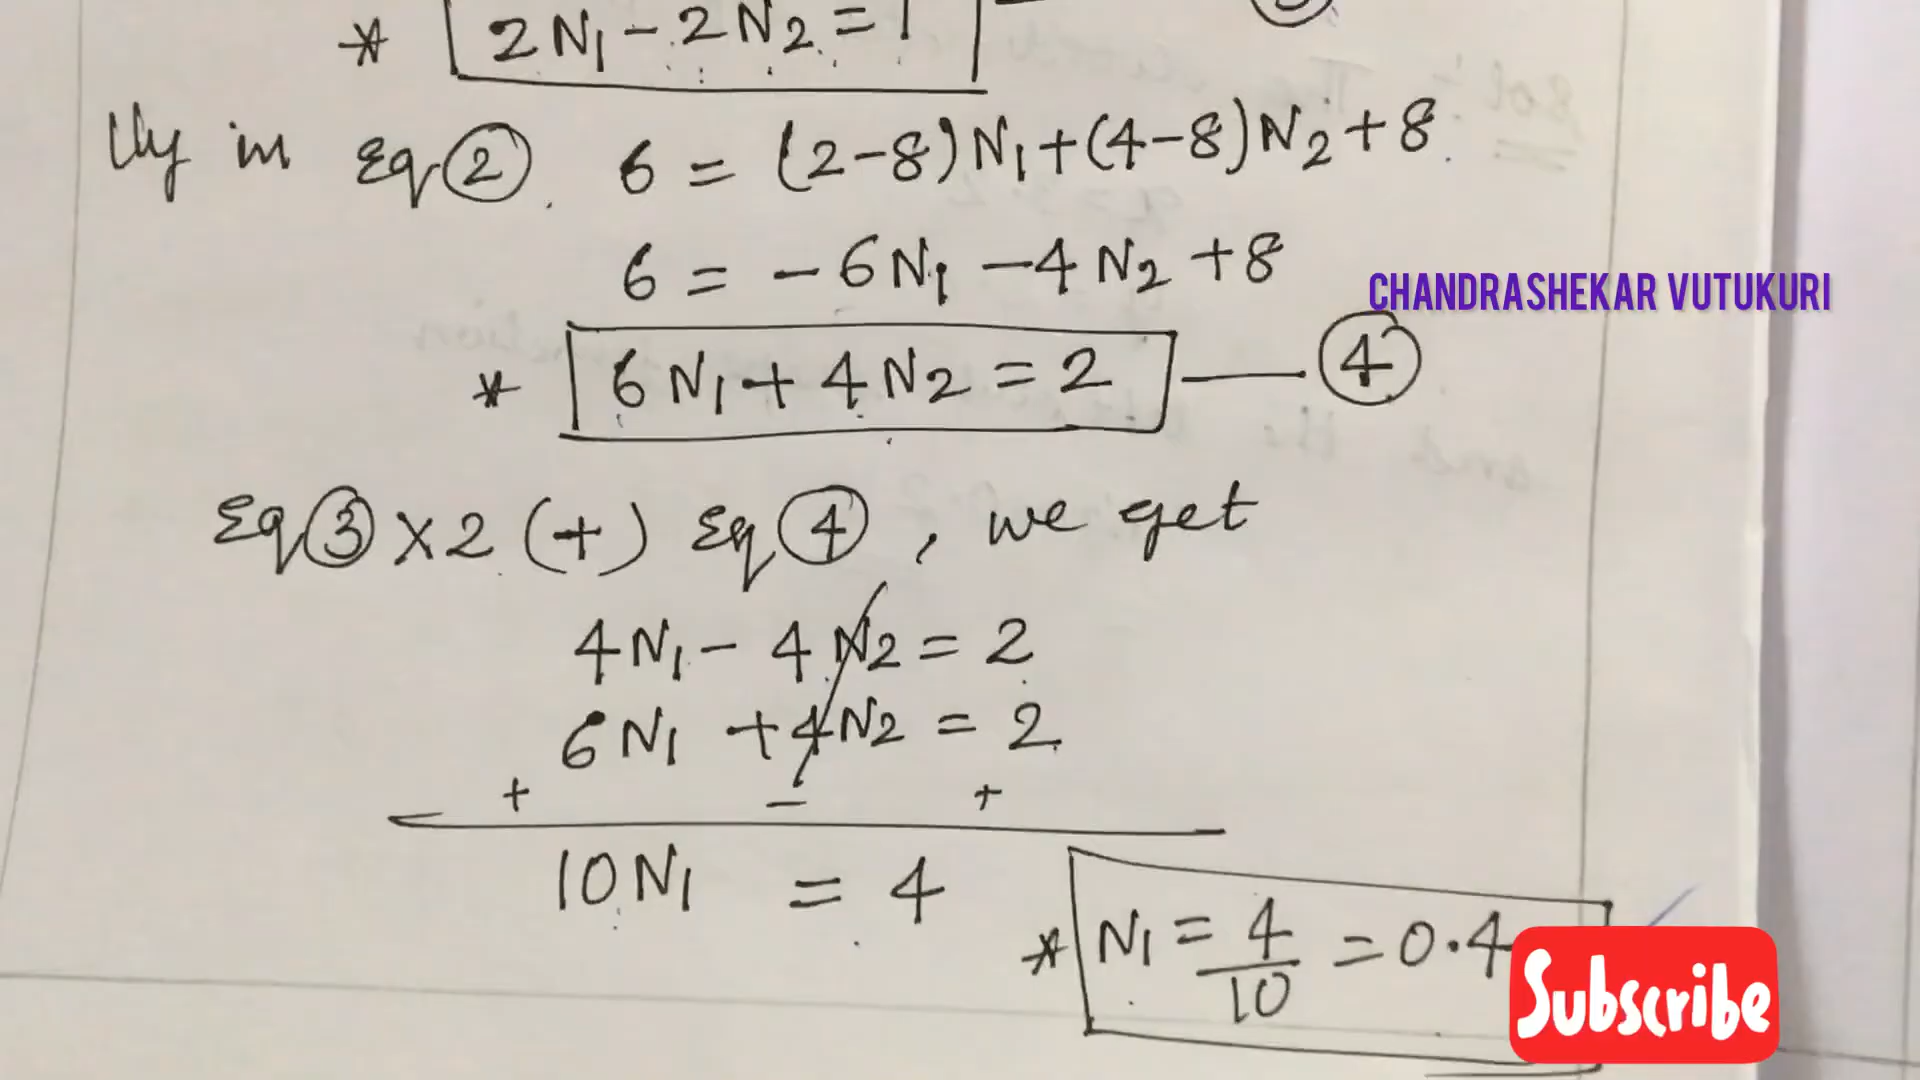 * 2N1 - 2N2 = 1
lly in Eq 2 6 = (2-8)N1+(4-8)N2+8
6 = -6N1 -4N2 +8
CHANDRASHEKAR VUTUKURI
* 6N1 + 4N2 = 2 — 4
Eq 3 x2 (+) Eq 4, we get
4N1 - 4N2 = 2
6N1 +4N2 = 2
+ - +
10N1 = 4
* N1 = 4/10 = 0.4
Subscribe